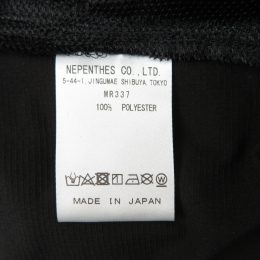 NEPENTHES CO., LTD.
5-44-1, JINGUMAE SHIBUYA, TOKYO
MR337
100% POLYESTER
MADE IN JAPAN